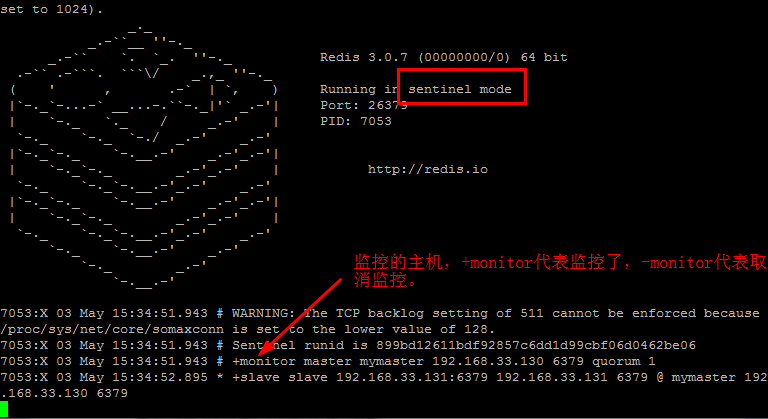 set to 1024).
Redis 3.0.7 (00000000/0) 64 bit
Running in sentinel mode
Port: 26379
PID: 7053
http://redis.io
监控的主机，+monitor代表监控了，-monitor代表取
消监控。
7053:X 03 May 15:34:51.943 # WARNING: The TCP backlog setting of 511 cannot be enforced because
/proc/sys/net/core/somaxconn is set to the lower value of 128.
7053:X 03 May 15:34:51.943 # Sentinel runid is 899bd12611bdf92857c6dd1d99cbf06d0462be06
7053:X 03 May 15:34:51.943 # +monitor master mymaster 192.168.33.130 6379 quorum 1
7053:X 03 May 15:34:52.895 * +slave slave 192.168.33.131:6379 192.168.33.131 6379 @ mymaster 192
.168.33.130 6379